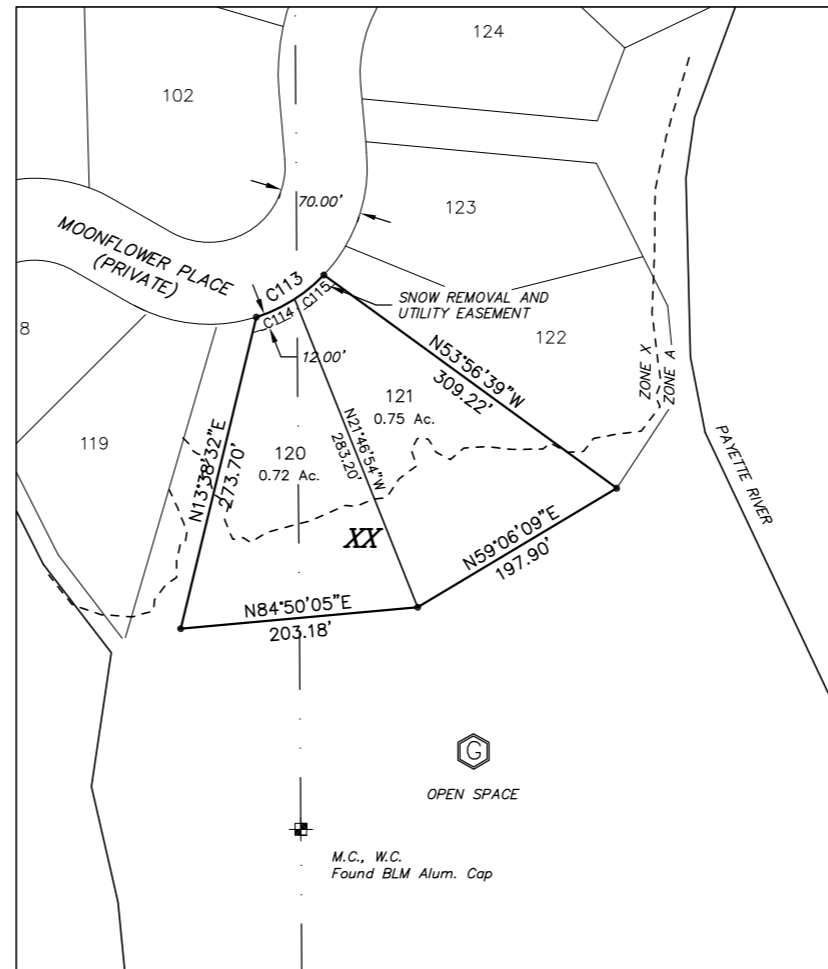 124
102
70.00'
123
MOONFLOWER PLACE
(PRIVATE)
C113
C114
C115
SNOW REMOVAL AND
UTILITY EASEMENT
12.00'
8
122
N53°56'39"W
309.22'
ZONE X
ZONE A
121
0.75 Ac.
120
0.72 Ac.
119
N13°38'32"E
273.70'
N21°46'54"W
283.20'
PAYETTE RIVER
XX
N59°06'09"E
197.90'
N84°50'05"E
203.18'
G
OPEN SPACE
M.C., W.C.
Found BLM Alum. Cap